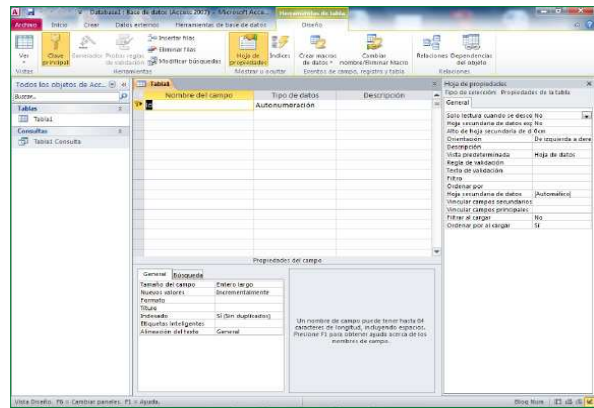 Database1 : Base de datos (Access 2007) - Microsoft Acce...
Herramientas de tabla
Archivo Inicio Crear Datos externos Herramientas de base de datos Diseño
Ver
Clave principal
Generador
Probar reglas de validación
Insertar filas
Eliminar filas
Modificar búsquedas
Hoja de propiedades
Índices
Crear macros de datos
Cambiar nombre/Eliminar Macro
Relaciones
Dependencias del objeto
Vistas Herramientas Mostrar u ocultar Eventos de campo, registro y tabla Relaciones
Todos los objetos de Acc...
Buscar...
Tablas
Tabla1
Consultas
Tabla1 Consulta
Tabla1
Nombre del campo Tipo de datos Descripción
Id Autonumeración
Propiedades del campo
General Búsqueda
Tamaño del campo Entero largo
Nuevos valores Incrementalmente
Formato
Título
Indexado Sí (Sin duplicados)
Etiquetas inteligentes
Alineación del texto General
Un nombre de campo puede tener hasta 64
caracteres de longitud, incluyendo espacios.
Presione F1 para obtener ayuda acerca de los
nombres de campo.
Hoja de propiedades
Tipo de selección: Propiedades de la tabla
General
Sólo lectura cuando se desco No
Hoja secundaria de datos exp No
Alto de hoja secundaria de d 0cm
Orientación De izquierda a dere
Descripción
Vista predeterminada Hoja de datos
Regla de validación
Texto de validación
Filtro
Ordenar por
Hoja secundaria de datos [Automático]
Vincular campos secundarios
Vincular campos principales
Filtrar al cargar No
Ordenar por al cargar Sí
Vista Diseño. F6 = Cambiar paneles. F1 = Ayuda.
Bloq Num